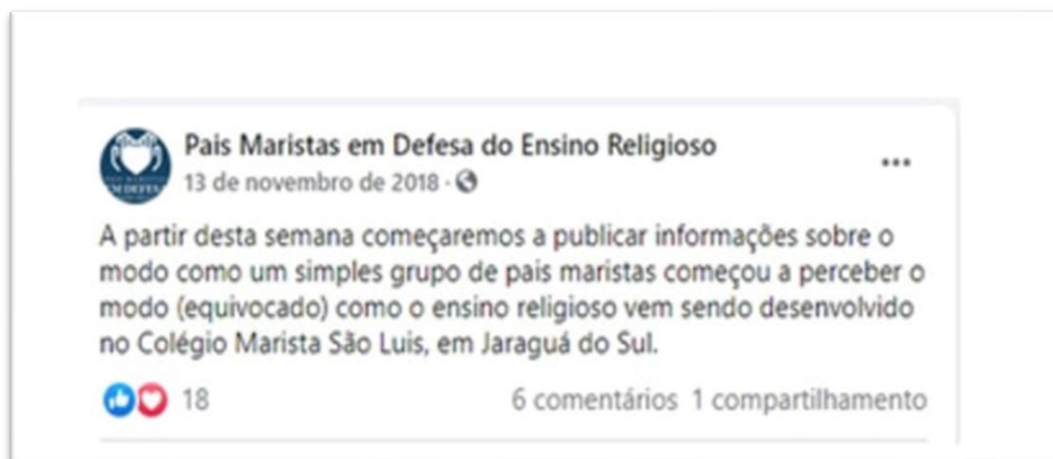 Pais Maristas em Defesa do Ensino Religioso
13 de novembro de 2018 ·
A partir desta semana começaremos a publicar informações sobre o
modo como um simples grupo de pais maristas começou a perceber o
modo (equivocado) como o ensino religioso vem sendo desenvolvido
no Colégio Marista São Luis, em Jaraguá do Sul.
18
6 comentários 1 compartilhamento